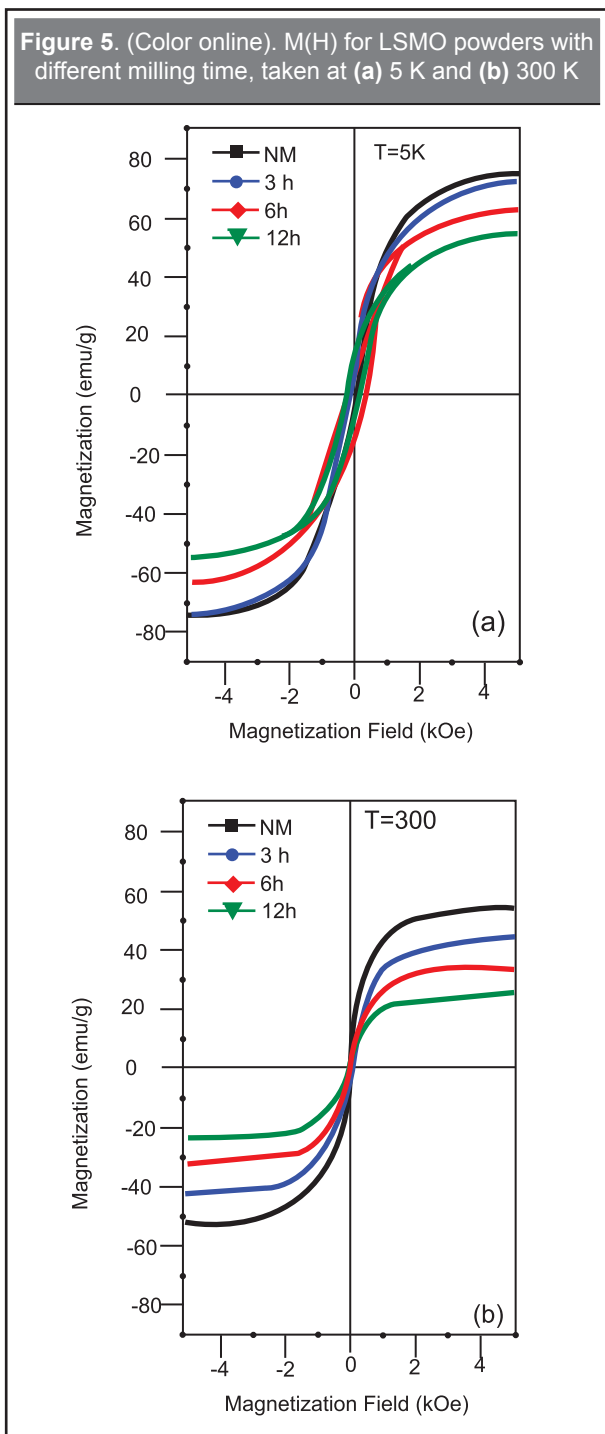 Figure 5. (Color online). M(H) for LSMO powders with
different milling time, taken at (a) 5 K and (b) 300 K
80
60
40
20
0
-20
-40
-60
-80
Magnetization (emu/g)
NM
3 h
6h
12h
T=5K
(a)
-4
-2
0
2
4
Magnetization Field (kOe)
80
60
40
20
0
-20
-40
-60
-80
Magnetization (emu/g)
NM
3 h
6h
12h
T=300
(b)
-4
-2
0
2
4
Magnetization Field (kOe)